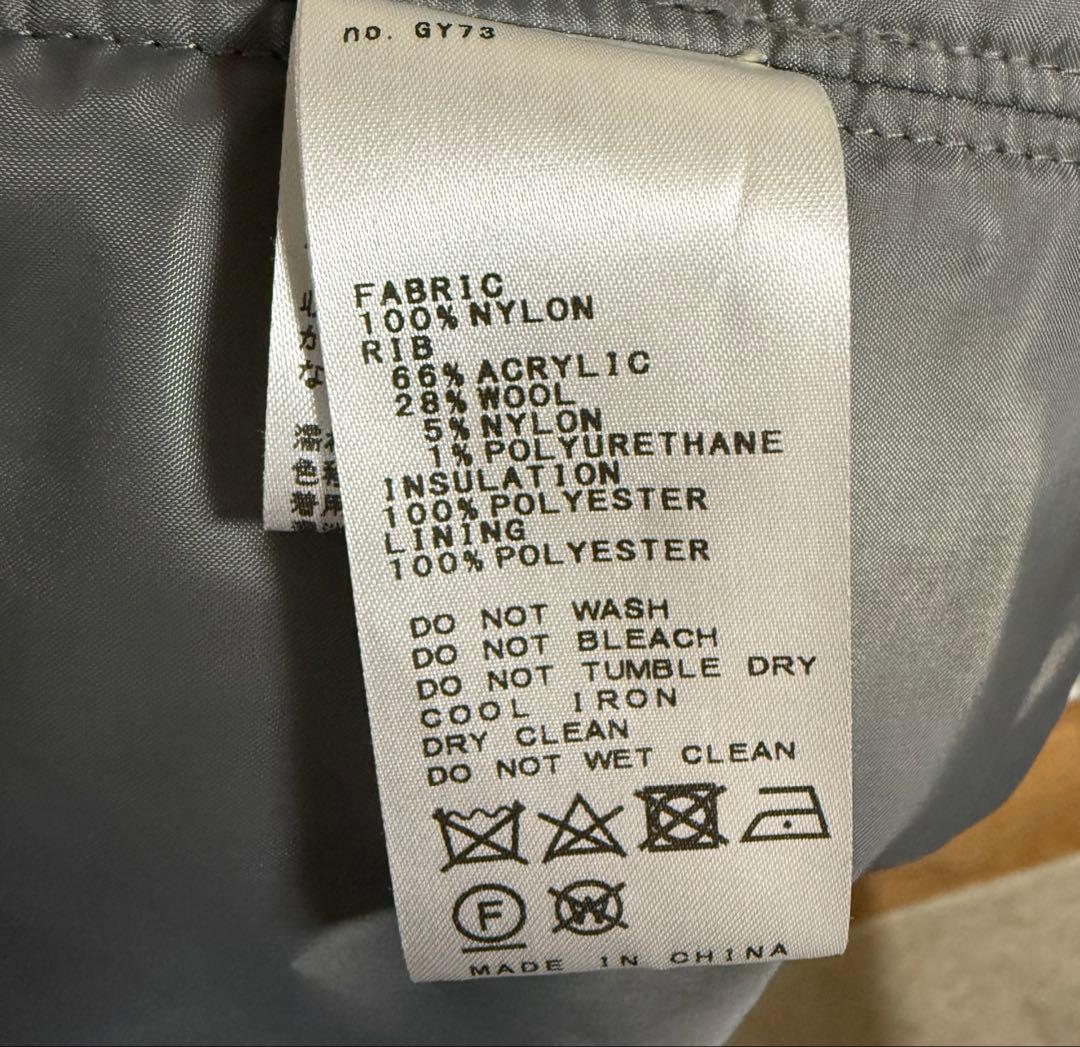 no. GY73
FABRIC
100% NYLON
RIB
66% ACRYLIC
28% WOOL
5% NYLON
1% POLYURETHANE
INSULATION
100% POLYESTER
LINING
100% POLYESTER
DO NOT WASH
DO NOT BLEACH
DO NOT TUMBLE DRY
COOL IRON
DRY CLEAN
DO NOT WET CLEAN
F W
MADE IN CHINA